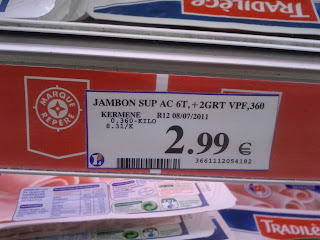 TRADILÈGE
MARQUE REPÈRE
JAMBON SUP AC 6T,+2GRT VPF,360
KERMENE R12 08/07/2011
0.360-KILO
8.31/K
2.99 €
3661112054182
L
TRADILÈ